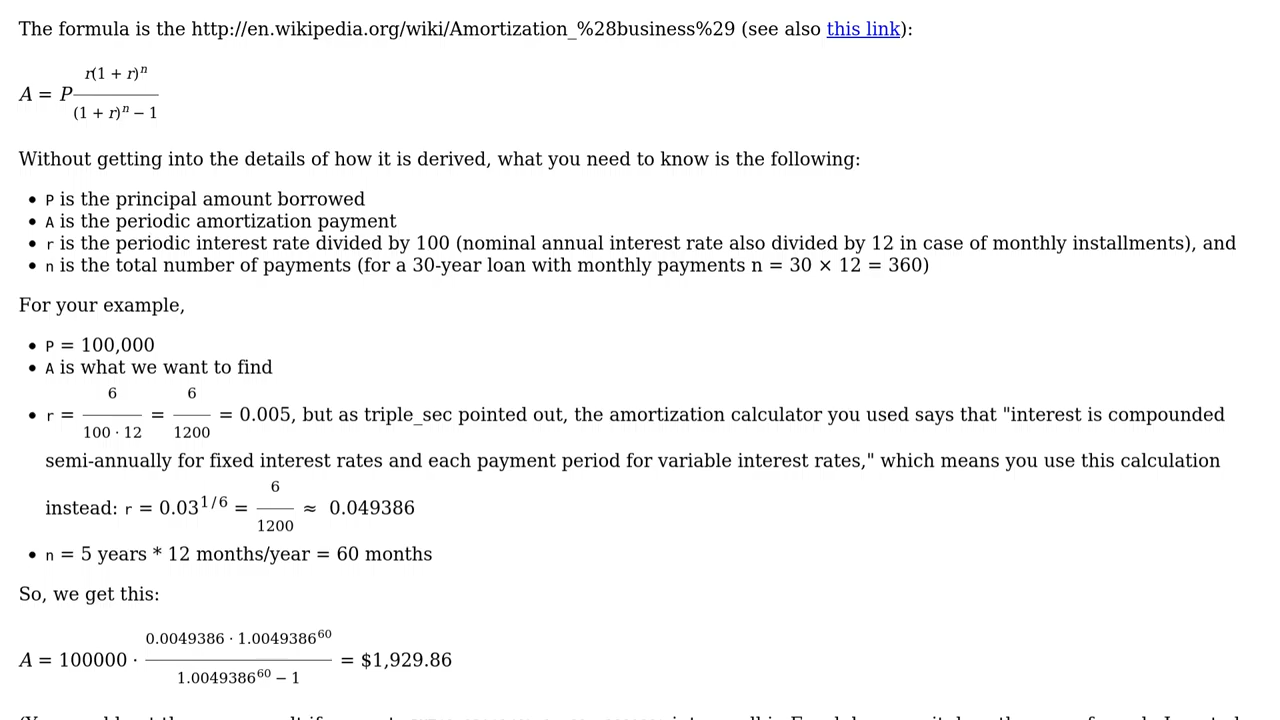 The formula is the http://en.wikipedia.org/wiki/Amortization_%28business%29 (see also this link):
A = P r(1 + r)^n / (1 + r)^n − 1
Without getting into the details of how it is derived, what you need to know is the following:
• P is the principal amount borrowed
• A is the periodic amortization payment
• r is the periodic interest rate divided by 100 (nominal annual interest rate also divided by 12 in case of monthly installments), and
• n is the total number of payments (for a 30-year loan with monthly payments n = 30 × 12 = 360)
For your example,
• P = 100,000
• A is what we want to find
• r = 6 / 100 · 12 = 6 / 1200 = 0.005, but as triple_sec pointed out, the amortization calculator you used says that "interest is compounded
semi-annually for fixed interest rates and each payment period for variable interest rates," which means you use this calculation
instead: r = 0.03^1/6 = 6 / 1200 ≈ 0.049386
• n = 5 years * 12 months/year = 60 months
So, we get this:
A = 100000 · 0.0049386 · 1.0049386^60 / 1.0049386^60 − 1 = $1,929.86